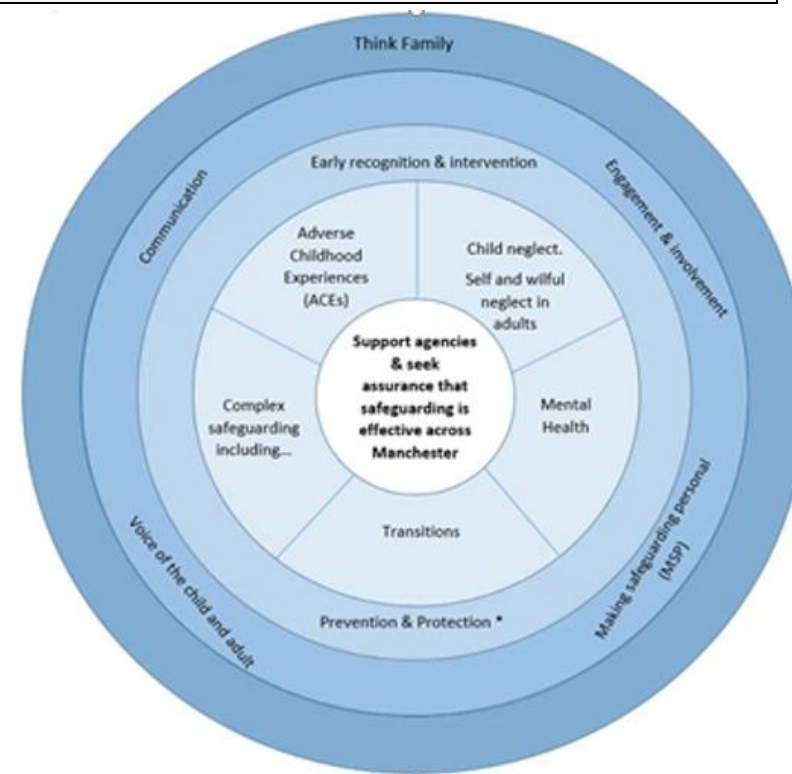 Think Family
Communication
Engagement & involvement
Early recognition & intervention
Adverse
Childhood
Experiences
(ACEs)
Child neglect.
Self and wilful
neglect in
adults
Support agencies
& seek
assurance that
safeguarding is
effective across
Manchester
Complex
safeguarding
including...
Mental
Health
Transitions
Prevention & Protection *
Voice of the child and adult
Making safeguarding personal
(MSP)